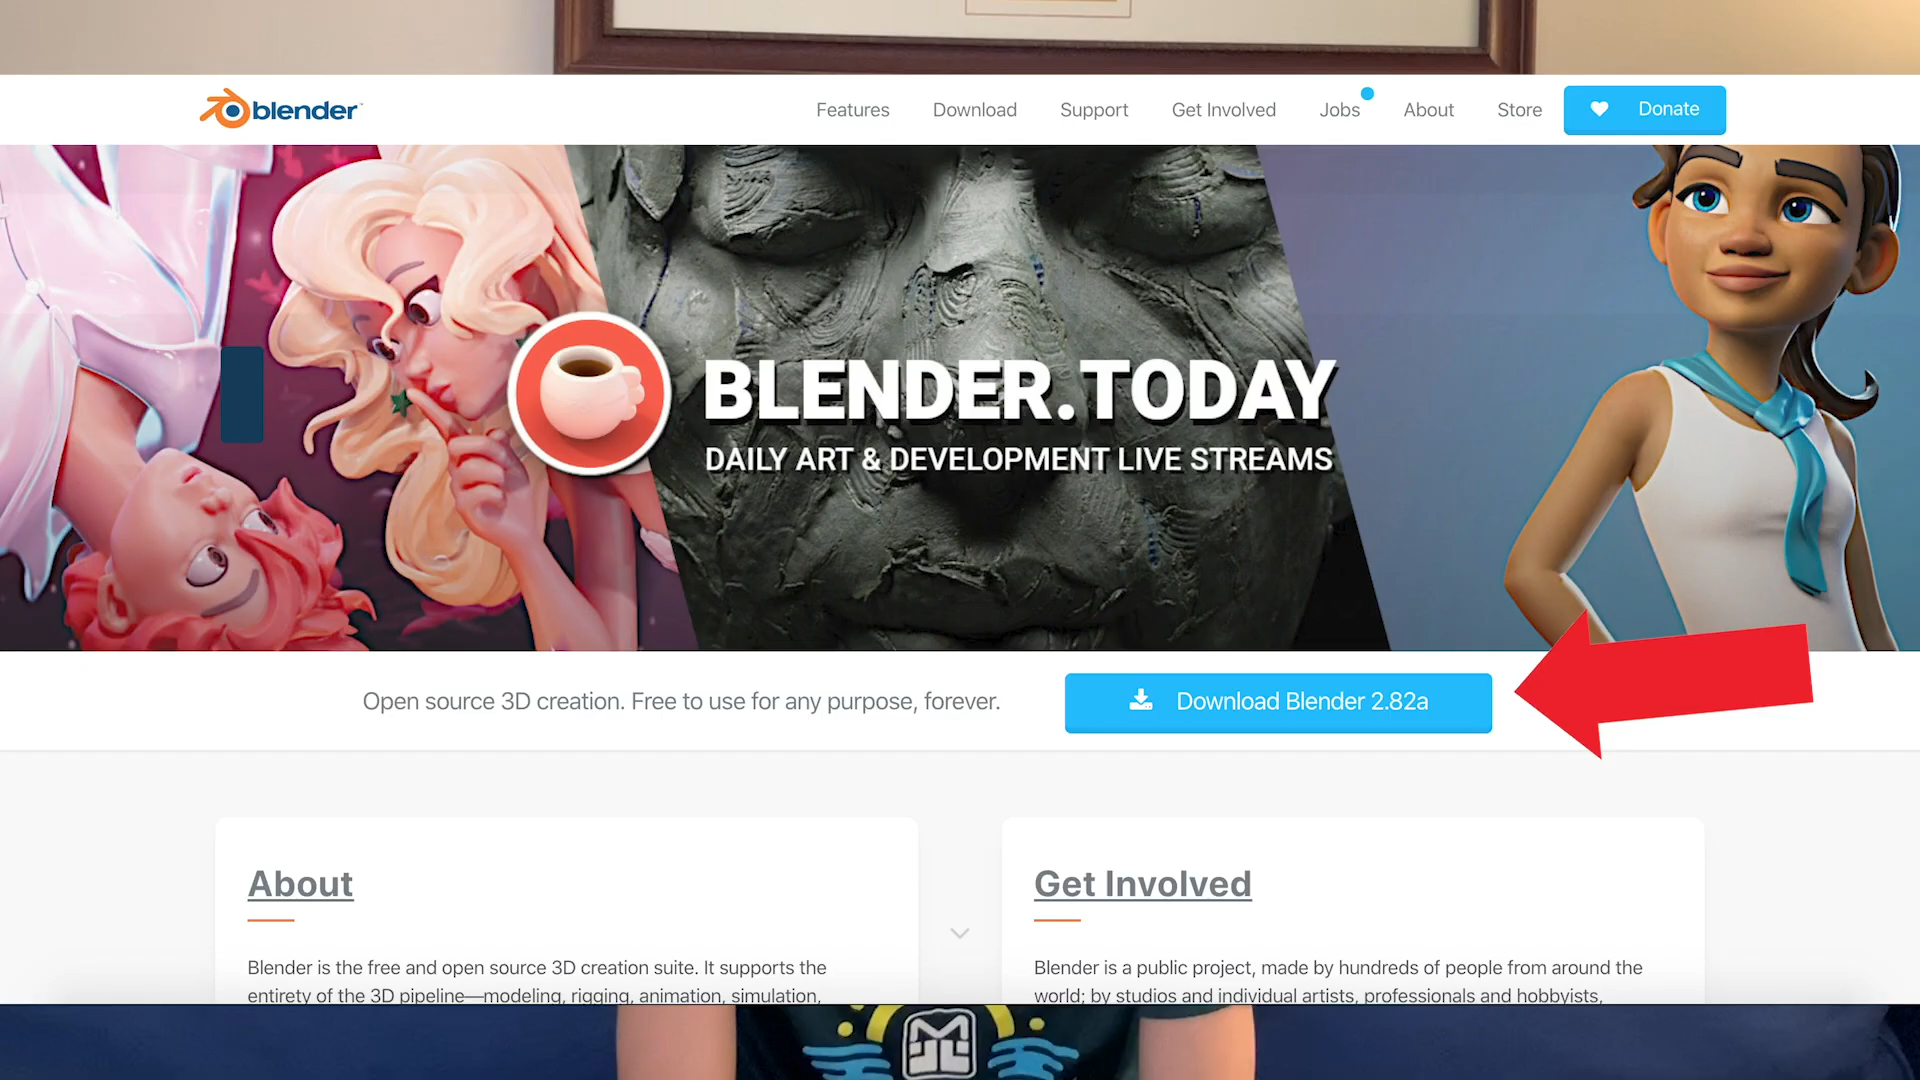 blender
Features Download Support Get Involved Jobs About Store Donate
BLENDER.TODAY
DAILY ART & DEVELOPMENT LIVE STREAMS
Open source 3D creation. Free to use for any purpose, forever.
Download Blender 2.82a
About
Blender is the free and open source 3D creation suite. It supports the
entirety of the 3D pipeline—modeling, rigging, animation, simulation,
Get Involved
Blender is a public project, made by hundreds of people from around the
world; by studios and individual artists, professionals and hobbyists,